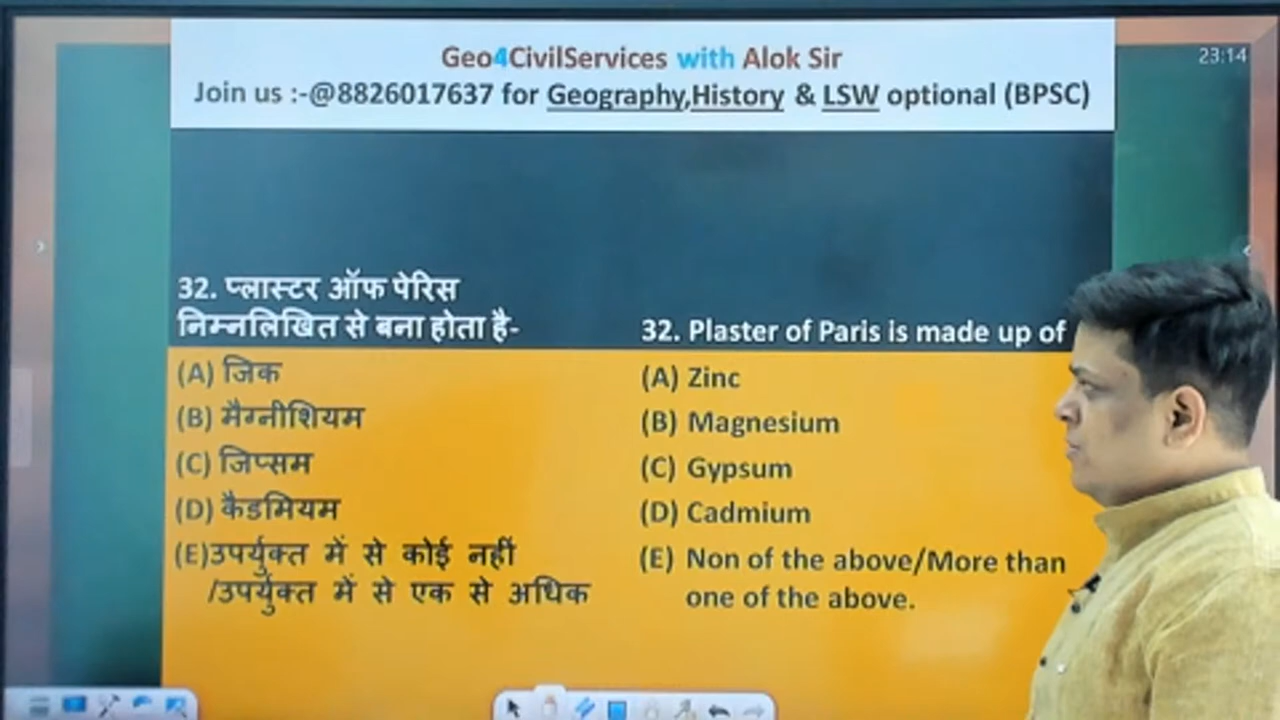 Geo4CivilServices with Alok Sir
Join us :-@8826017637 for Geography,History & LSW optional (BPSC)
23:14
32. प्लास्टर ऑफ पेरिस
निम्नलिखित से बना होता है-
(A) जिक
(B) मैग्नीशियम
(C) जिप्सम
(D) कैडमियम
(E)उपर्युक्त में से कोई नहीं
/उपर्युक्त में से एक से अधिक
32. Plaster of Paris is made up of
(A) Zinc
(B) Magnesium
(C) Gypsum
(D) Cadmium
(E) Non of the above/More than
one of the above.